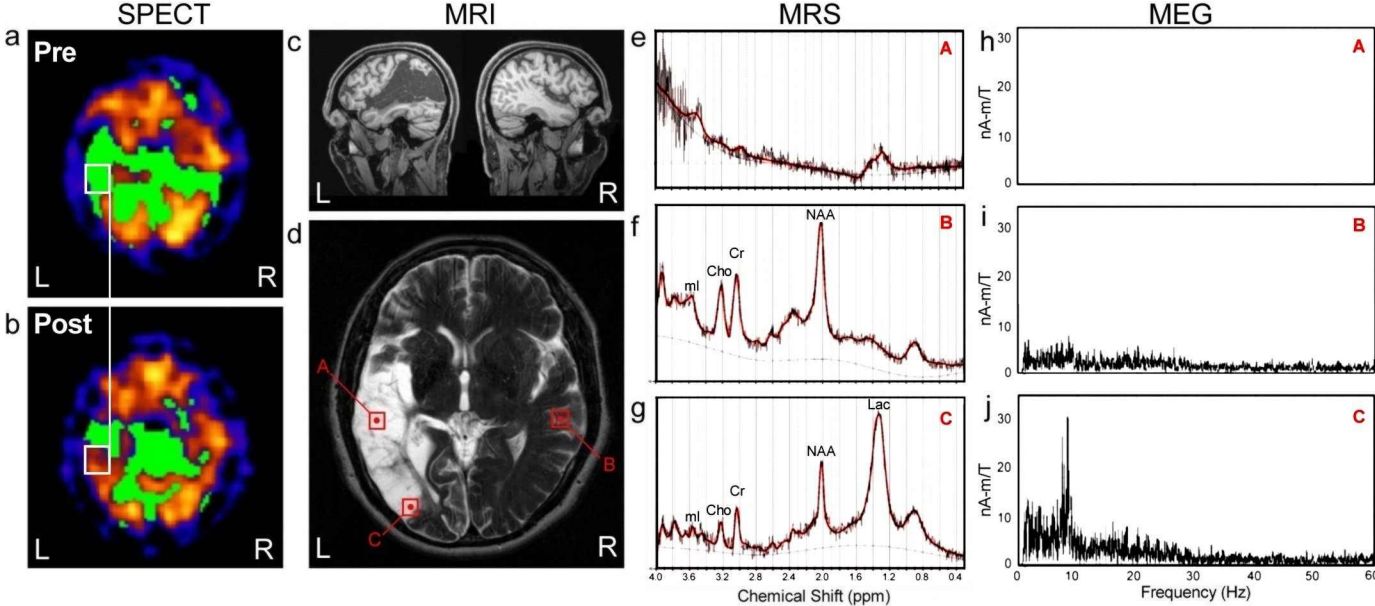 SPECT
MRI
MRS
MEG
a
Pre
L
R
b
Post
L
R
c
L
R
d
A
B
C
L
R
e
A
f
B
mI
Cho
Cr
NAA
g
C
mI
Cho
Cr
NAA
Lac
4.0 3.6 3.2 2.8 2.4 2.0 1.6 1.2 0.8 0.4
Chemical Shift (ppm)
h
A
nA-m/T
30
20
10
0
i
B
nA-m/T
30
20
10
0
j
C
nA-m/T
30
20
10
0
0 10 20 30 40 50 60
Frequency (Hz)